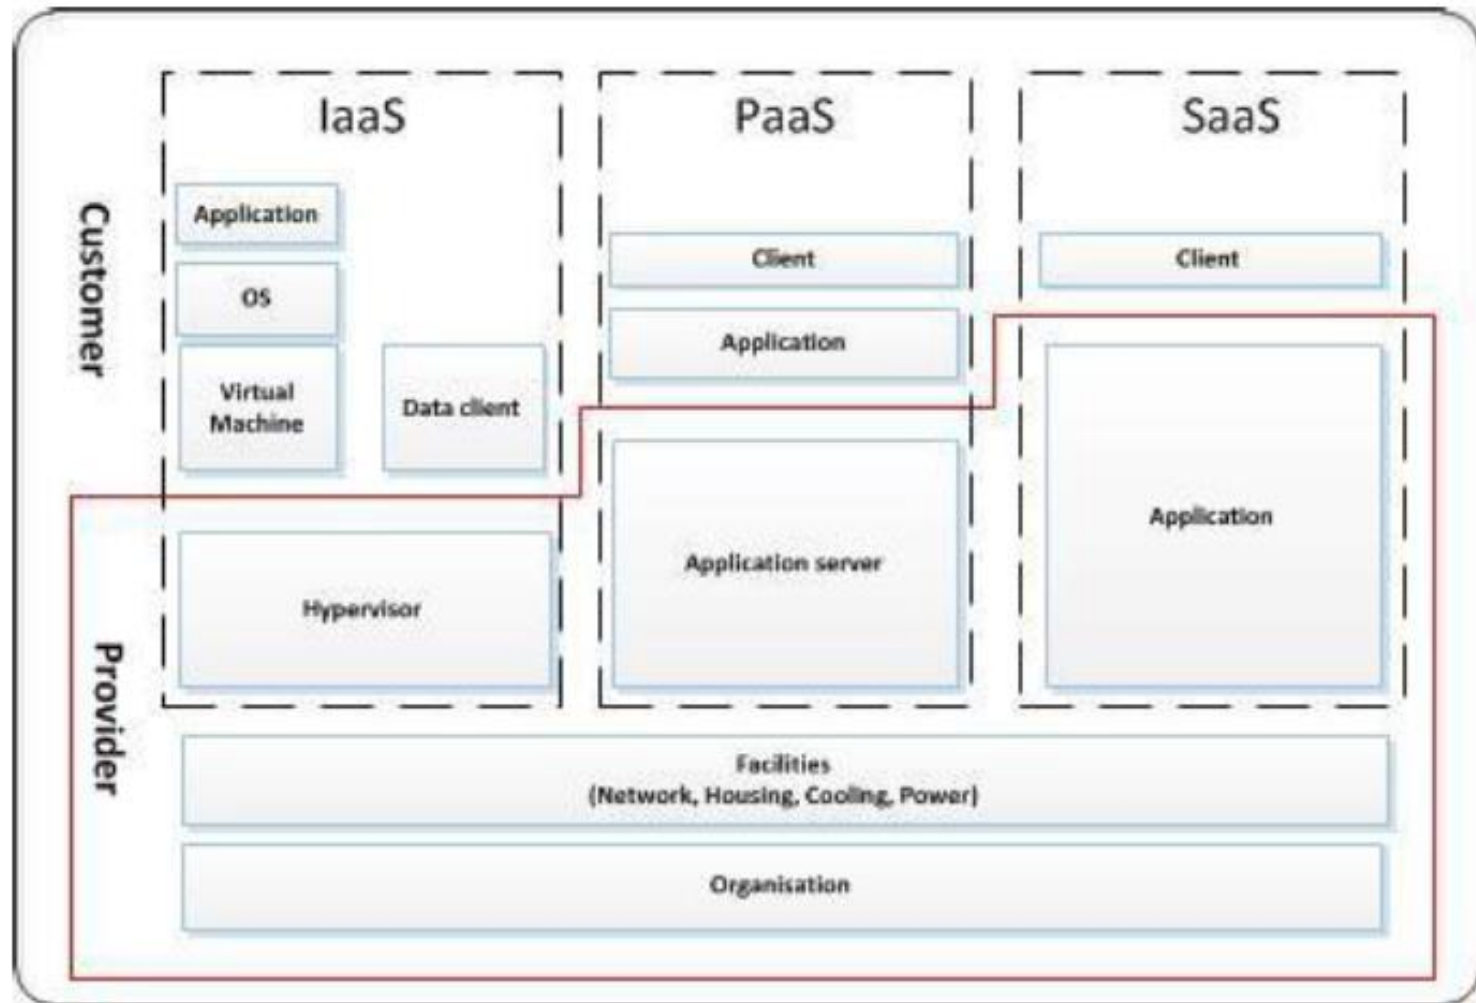 IaaS
PaaS
SaaS
Customer
Application
OS
Virtual
Machine
Data client
Client
Application
Client
Provider
Hypervisor
Application server
Application
Facilities
(Network, Housing, Cooling, Power)
Organisation